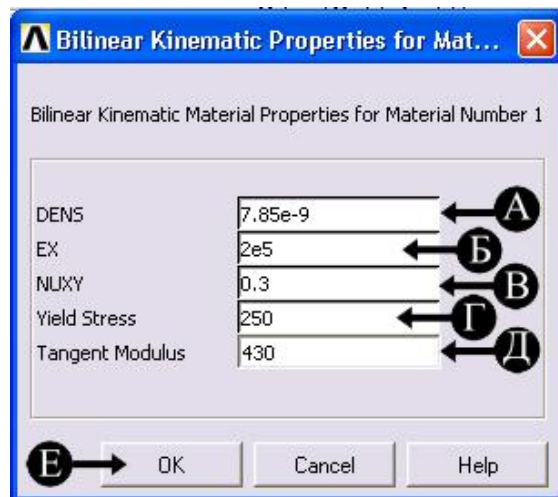 Bilinear Kinematic Properties for Mat...
Bilinear Kinematic Material Properties for Material Number 1
DENS 7.85e-9 А
EX 2e5 Б
NUXY 0.3 В
Yield Stress 250 Г
Tangent Modulus 430 Д
Е OK Cancel Help